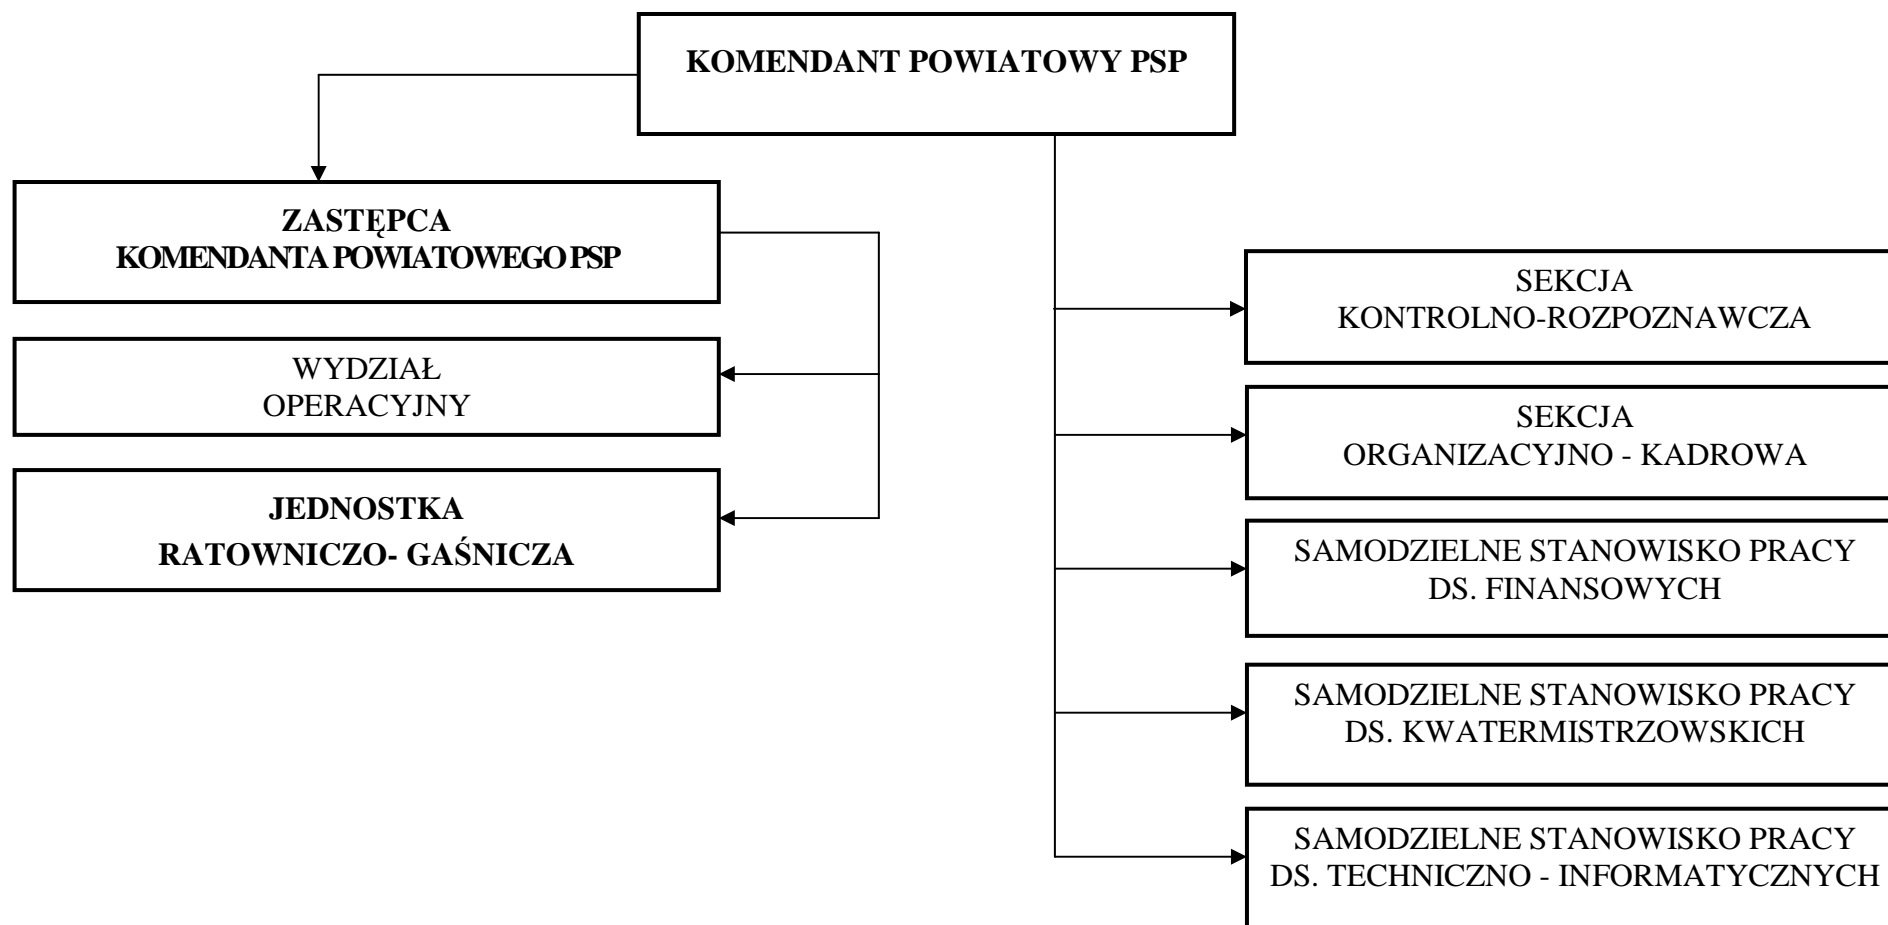 KOMENDANT POWIATOWY PSP
ZASTĘPCA
KOMENDANTA POWIATOWEGO PSP
WYDZIAŁ
OPERACYJNY
JEDNOSTKA
RATOWNICZO- GAŚNICZA
SEKCJA
KONTROLNO-ROZPOZNAWCZA
SEKCJA
ORGANIZACYJNO - KADROWA
SAMODZIELNE STANOWISKO PRACY
DS. FINANSOWYCH
SAMODZIELNE STANOWISKO PRACY
DS. KWATERMISTRZOWSKICH
SAMODZIELNE STANOWISKO PRACY
DS. TECHNICZNO - INFORMATYCZNYCH